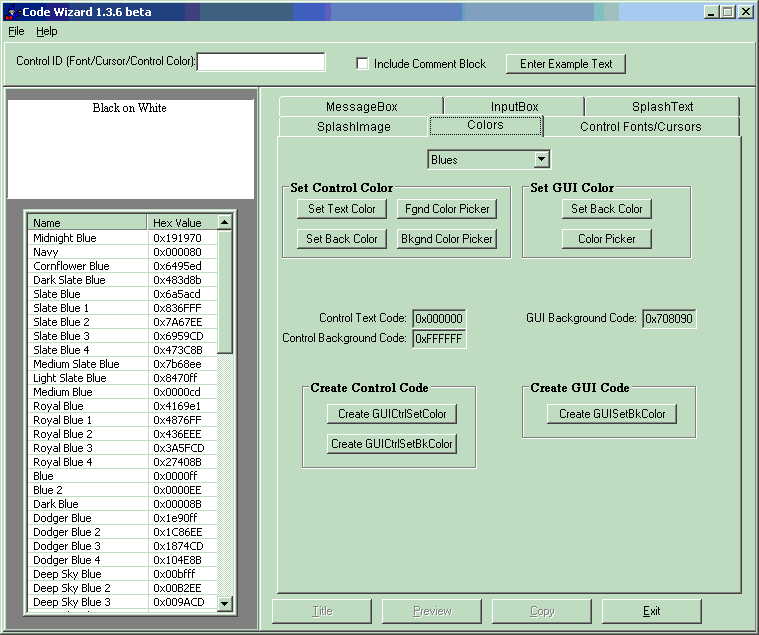 Code Wizard 1.3.6 beta
File Help
Control ID (Font/Cursor/Control Color):
Include Comment Block
Enter Example Text
Black on White
MessageBox InputBox SplashText
SplashImage Colors Control Fonts/Cursors
Blues
Set Control Color
Set Text Color Fgnd Color Picker
Set Back Color Bkgnd Color Picker
Set GUI Color
Set Back Color
Color Picker
Control Text Code: 0x000000
Control Background Code: 0xFFFFFF
GUI Background Code: 0x708090
Create Control Code
Create GUICtrlSetColor
Create GUICtrlSetBkColor
Create GUI Code
Create GUISetBkColor
Name Hex Value
Midnight Blue 0x191970
Navy 0x000080
Cornflower Blue 0x6495ed
Dark Slate Blue 0x483d8b
Slate Blue 0x6a5acd
Slate Blue 1 0x836FFF
Slate Blue 2 0x7A67EE
Slate Blue 3 0x6959CD
Slate Blue 4 0x473C8B
Medium Slate Blue 0x7b68ee
Light Slate Blue 0x8470ff
Medium Blue 0x0000cd
Royal Blue 0x4169e1
Royal Blue 1 0x4876FF
Royal Blue 2 0x436EEE
Royal Blue 3 0x3A5FCD
Royal Blue 4 0x27408B
Blue 0x0000ff
Blue 2 0x0000EE
Dark Blue 0x00008B
Dodger Blue 0x1e90ff
Dodger Blue 2 0x1C86EE
Dodger Blue 3 0x1874CD
Dodger Blue 4 0x104E8B
Deep Sky Blue 0x00bfff
Deep Sky Blue 2 0x00B2EE
Deep Sky Blue 3 0x009ACD
Title Preview Copy Exit